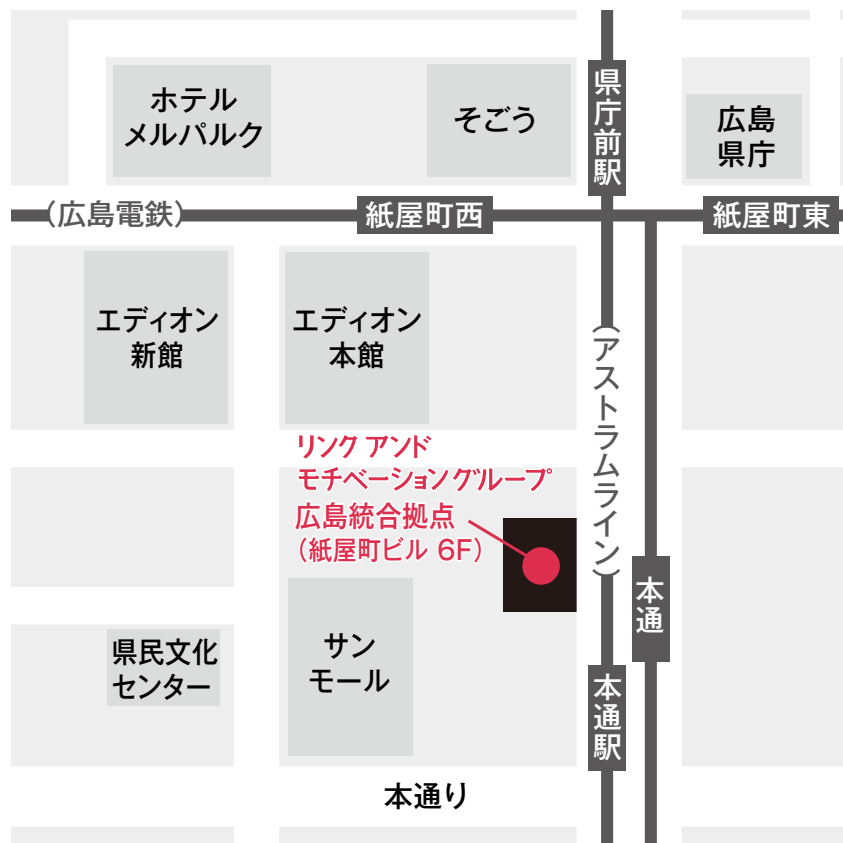 ホテル
メルパルク
そごう
県庁前駅
広島
県庁
（広島電鉄）
紙屋町西
紙屋町東
エディオン
新館
エディオン
本館
（アストラムライン）
リンク アンド
モチベーショングループ
広島統合拠点
（紙屋町ビル 6F）
本通
県民文化
センター
サン
モール
本通駅
本通り